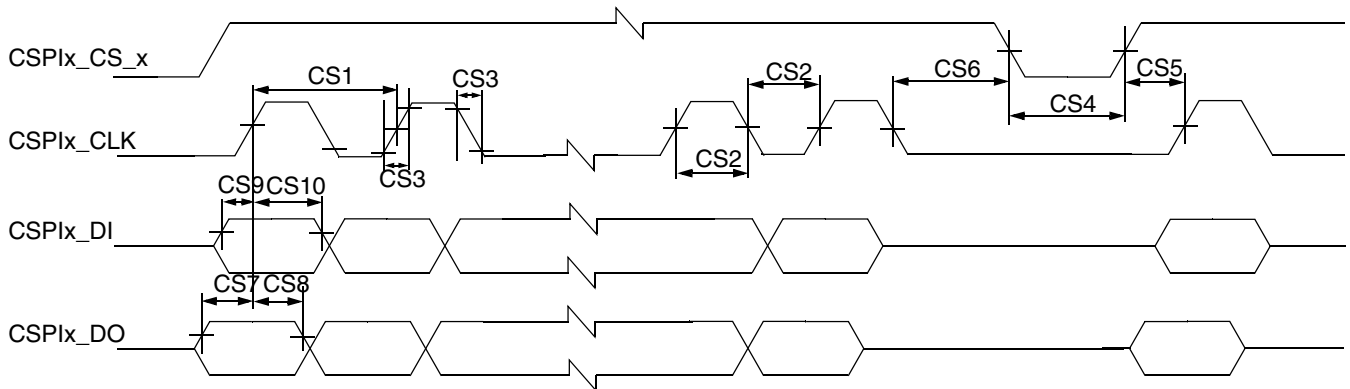 CSPIx_CS_x
CS1
CS3
CS2
CS6
CS5
CS4
CSPIx_CLK
CS3
CS2
CS9
CS10
CSPIx_DI
CS7
CS8
CSPIx_DO